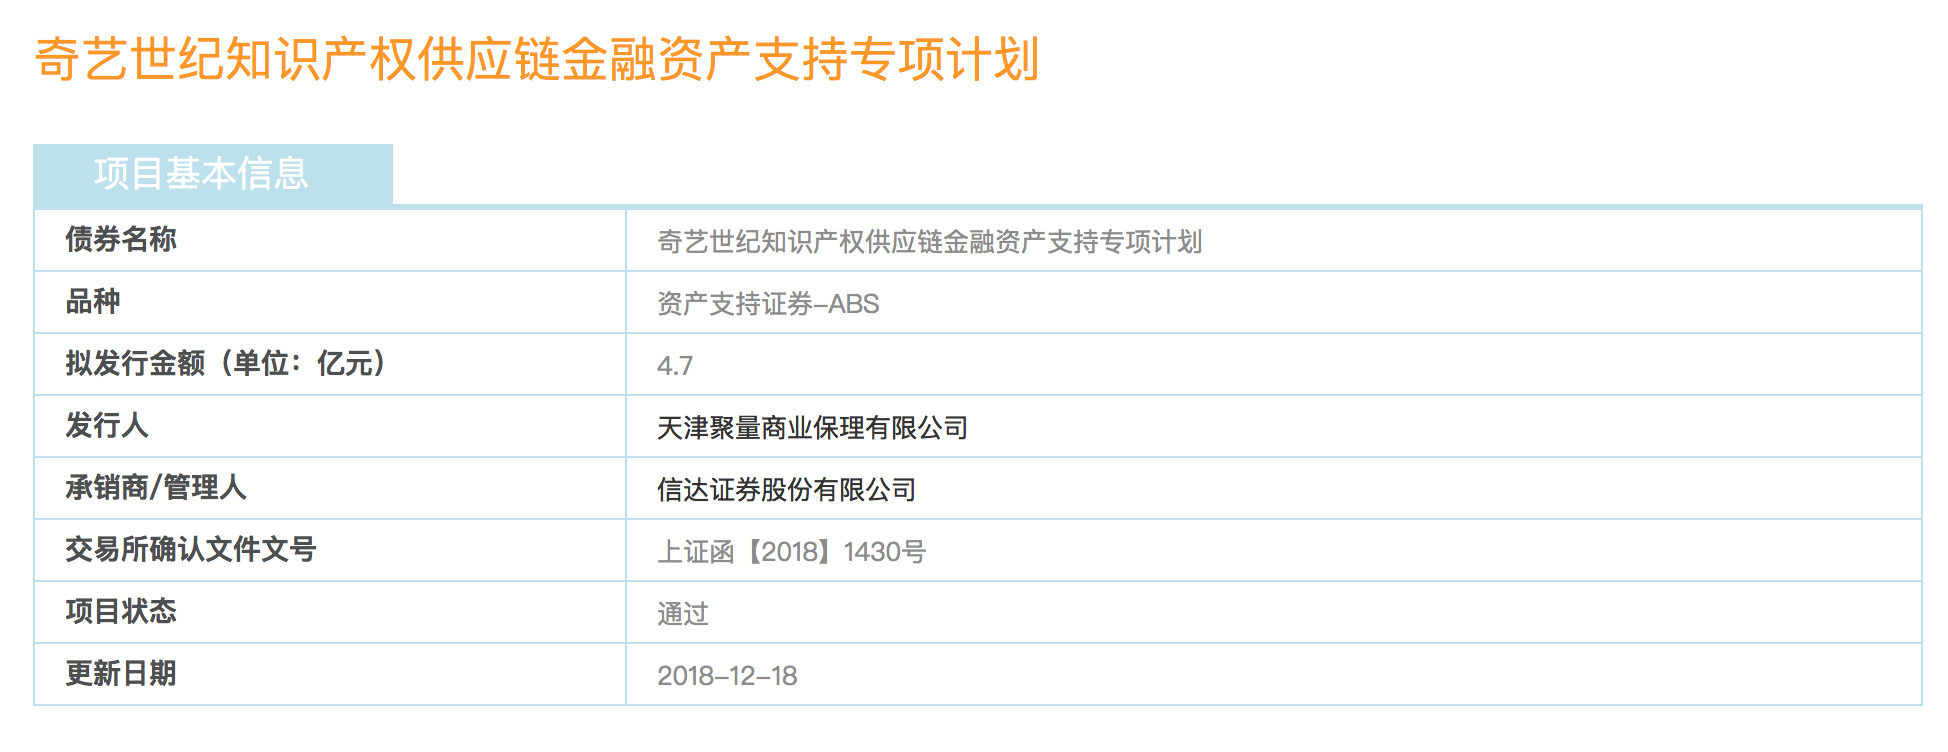 奇艺世纪知识产权供应链金融资产支持专项计划
项目基本信息
债券名称 奇艺世纪知识产权供应链金融资产支持专项计划
品种 资产支持证券-ABS
拟发行金额（单位：亿元） 4.7
发行人 天津聚量商业保理有限公司
承销商/管理人 信达证券股份有限公司
交易所确认文件文号 上证函【2018】1430号
项目状态 通过
更新日期 2018-12-18